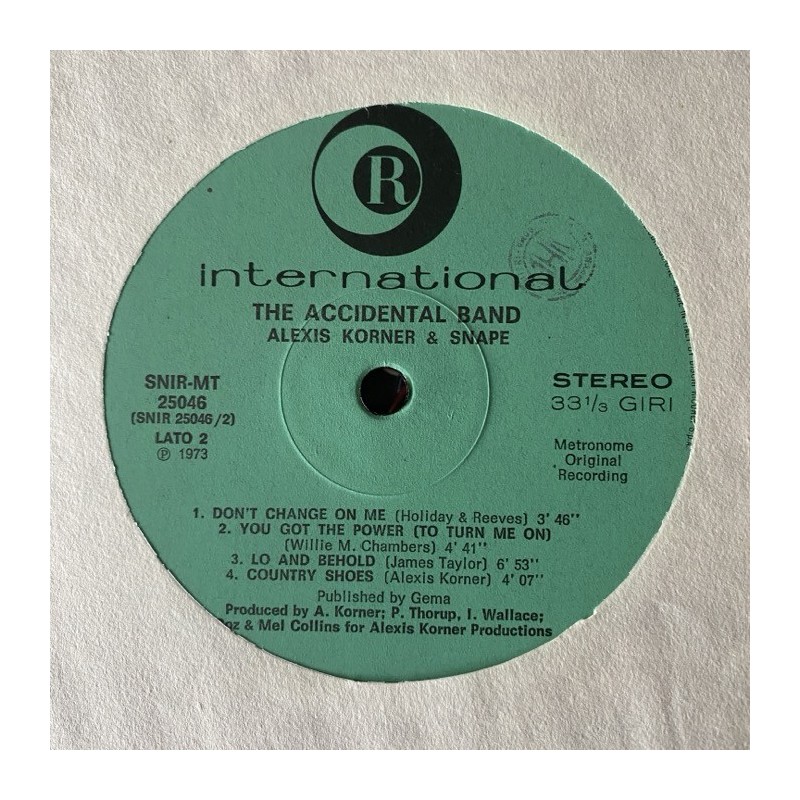 R
international
THE ACCIDENTAL BAND
ALEXIS KORNER & SNAPE
SNIR-MT
25046
(SNIR 25046/2)
LATO 2
℗ 1973
STEREO
33 1/3 GIRI
Metronome
Original
Recording
1. DON'T CHANGE ON ME (Holiday & Reeves) 3' 46''
2. YOU GOT THE POWER (TO TURN ME ON)
(Willie M. Chambers) 4' 41''
3. LO AND BEHOLD (James Taylor) 6' 53''
4. COUNTRY SHOES (Alexis Korner) 4' 07''
Published by Gema
Produced by A. Korner; P. Thorup, I. Wallace;
& Mel Collins for Alexis Korner Productions